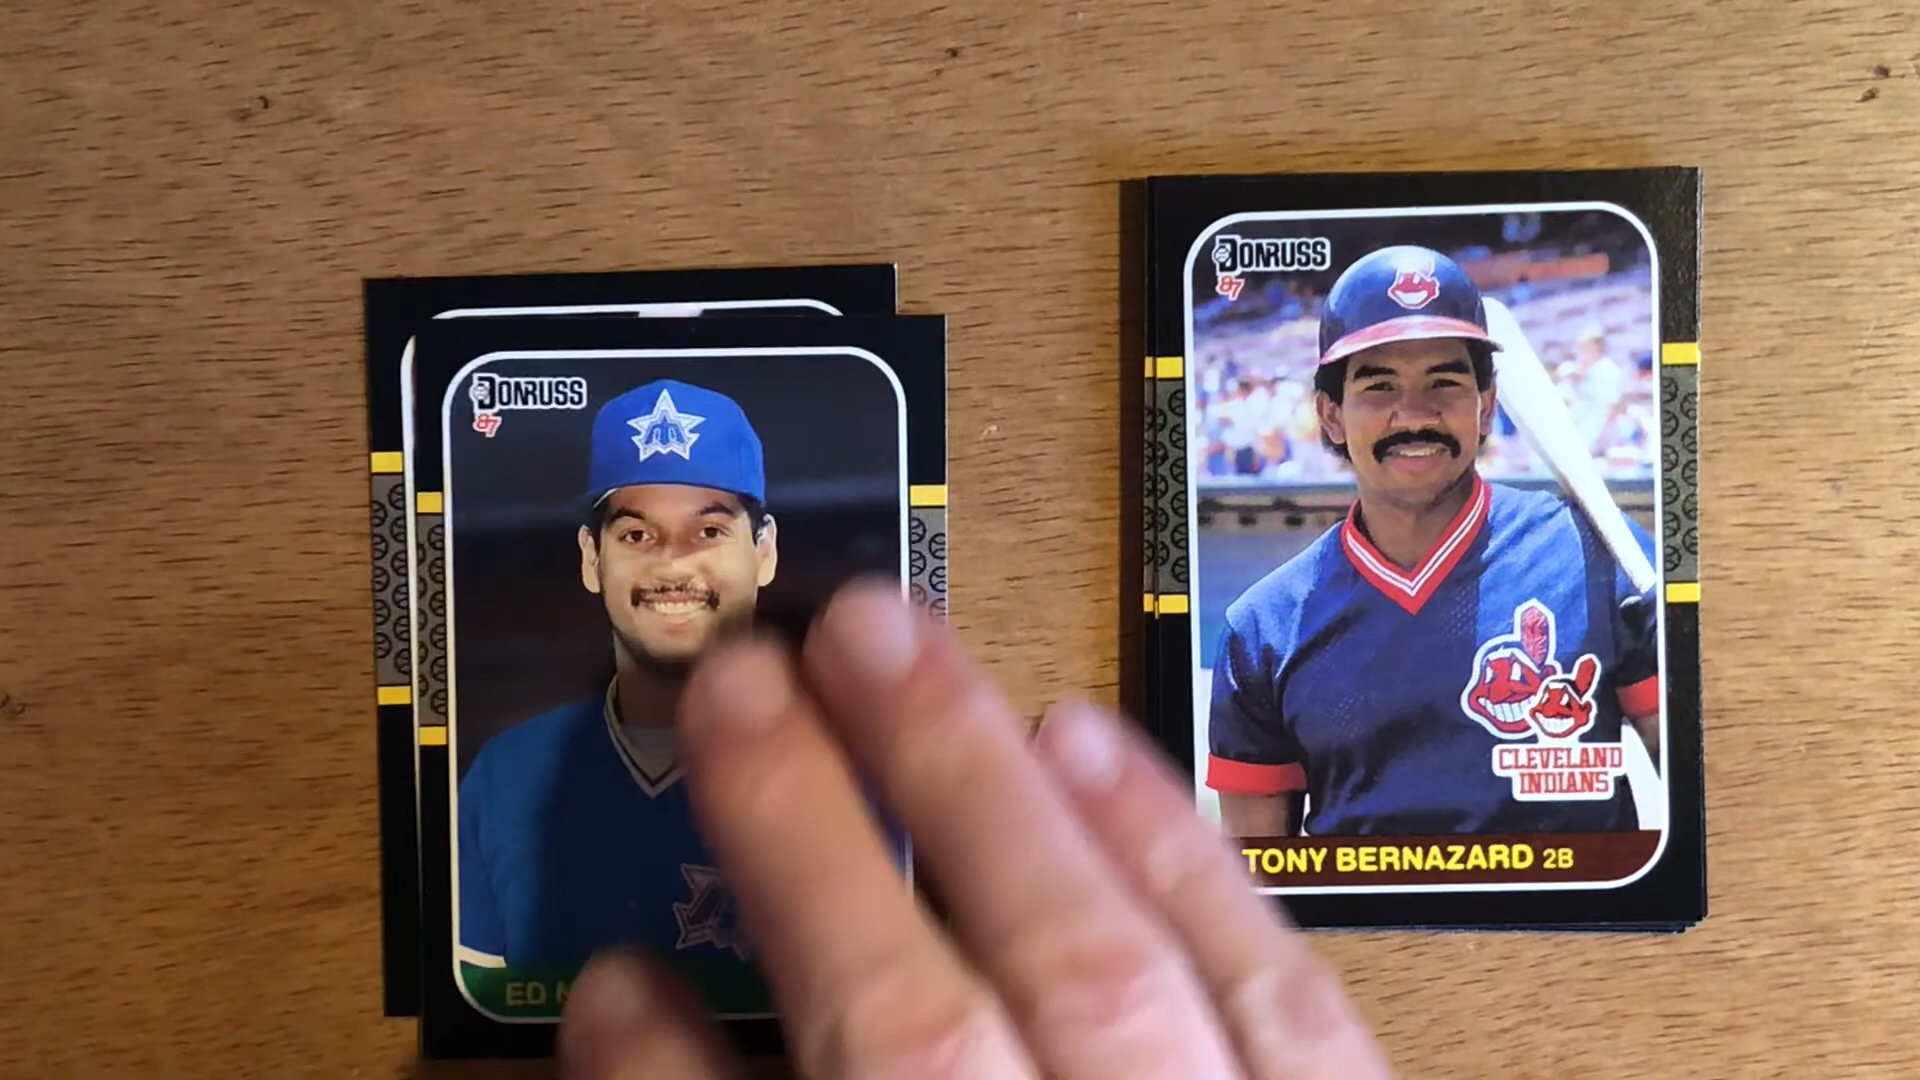 DONRUSS
87
ED
DONRUSS
87
CLEVELAND
INDIANS
TONY BERNAZARD 2B